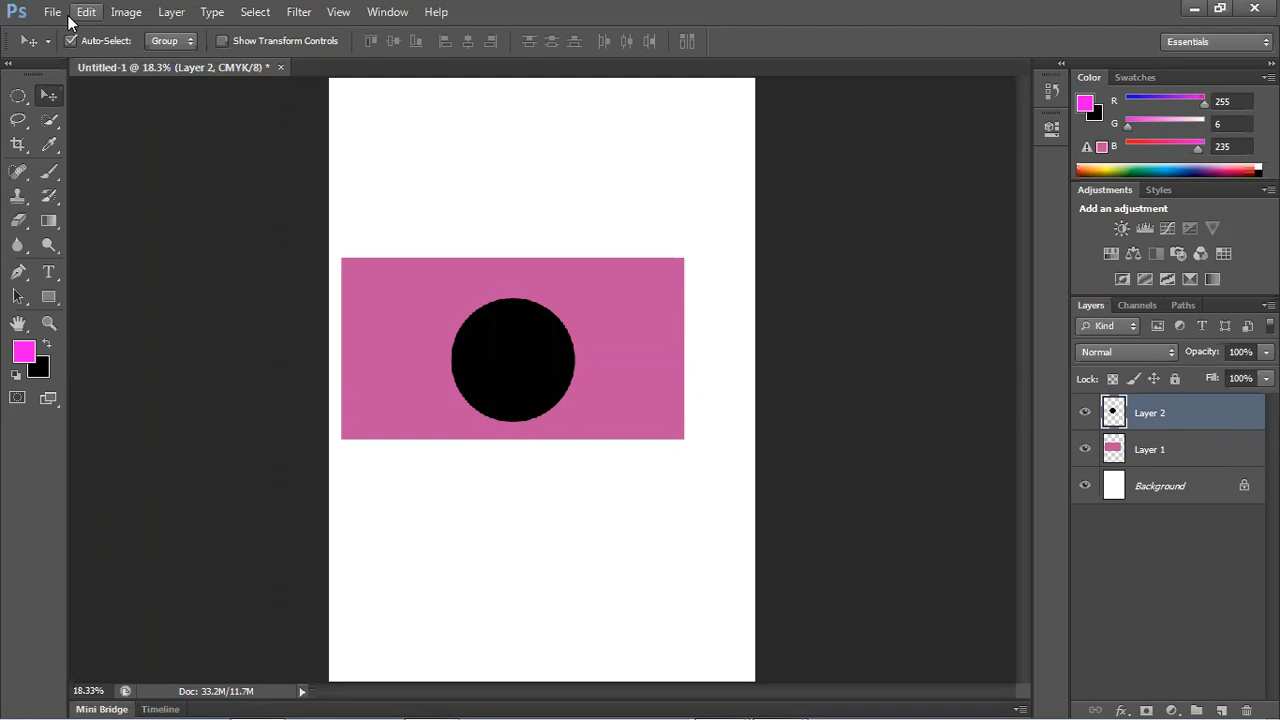 Ps File Edit Image Layer Type Select Filter View Window Help
Auto-Select: Group Show Transform Controls Essentials
Untitled-1 @ 18.3% (Layer 2, CMYK/8) * ×
Color Swatches
R 255
G 6
B 235
Adjustments Styles
Add an adjustment
Layers Channels Paths
Kind
Normal Opacity: 100%
Lock: Fill: 100%
Layer 2
Layer 1
Background
18.33% Doc: 33.2M/11.7M
Mini Bridge Timeline